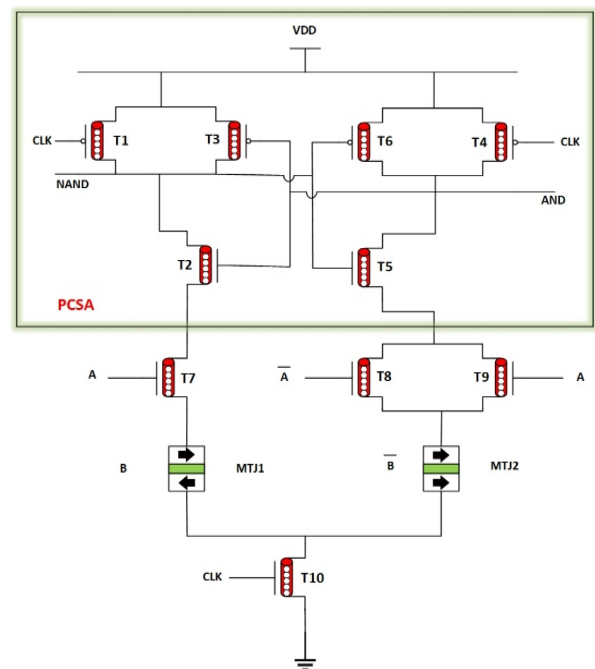 VDD
CLK T1 T3 T6 T4 CLK
NAND
AND
T2 T5
PCSA
A T7 A̅ T8 T9 A
B MTJ1 B̅ MTJ2
CLK T10